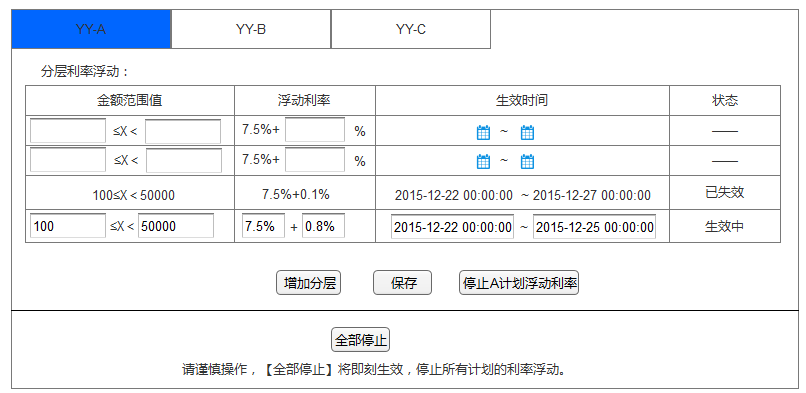 YY-A YY-B YY-C
分层利率浮动：
金额范围值 浮动利率 生效时间 状态
≤X＜ 7.5%+ % ~ ——
≤X＜ 7.5%+ % ~ ——
100≤X＜50000 7.5%+0.1% 2015-12-22 00:00:00 ~ 2015-12-27 00:00:00 已失效
100 ≤X＜ 50000 7.5% + 0.8% 2015-12-22 00:00:00 ~ 2015-12-25 00:00:00 生效中
增加分层 保存 停止A计划浮动利率
全部停止
请谨慎操作，【全部停止】将即刻生效，停止所有计划的利率浮动。